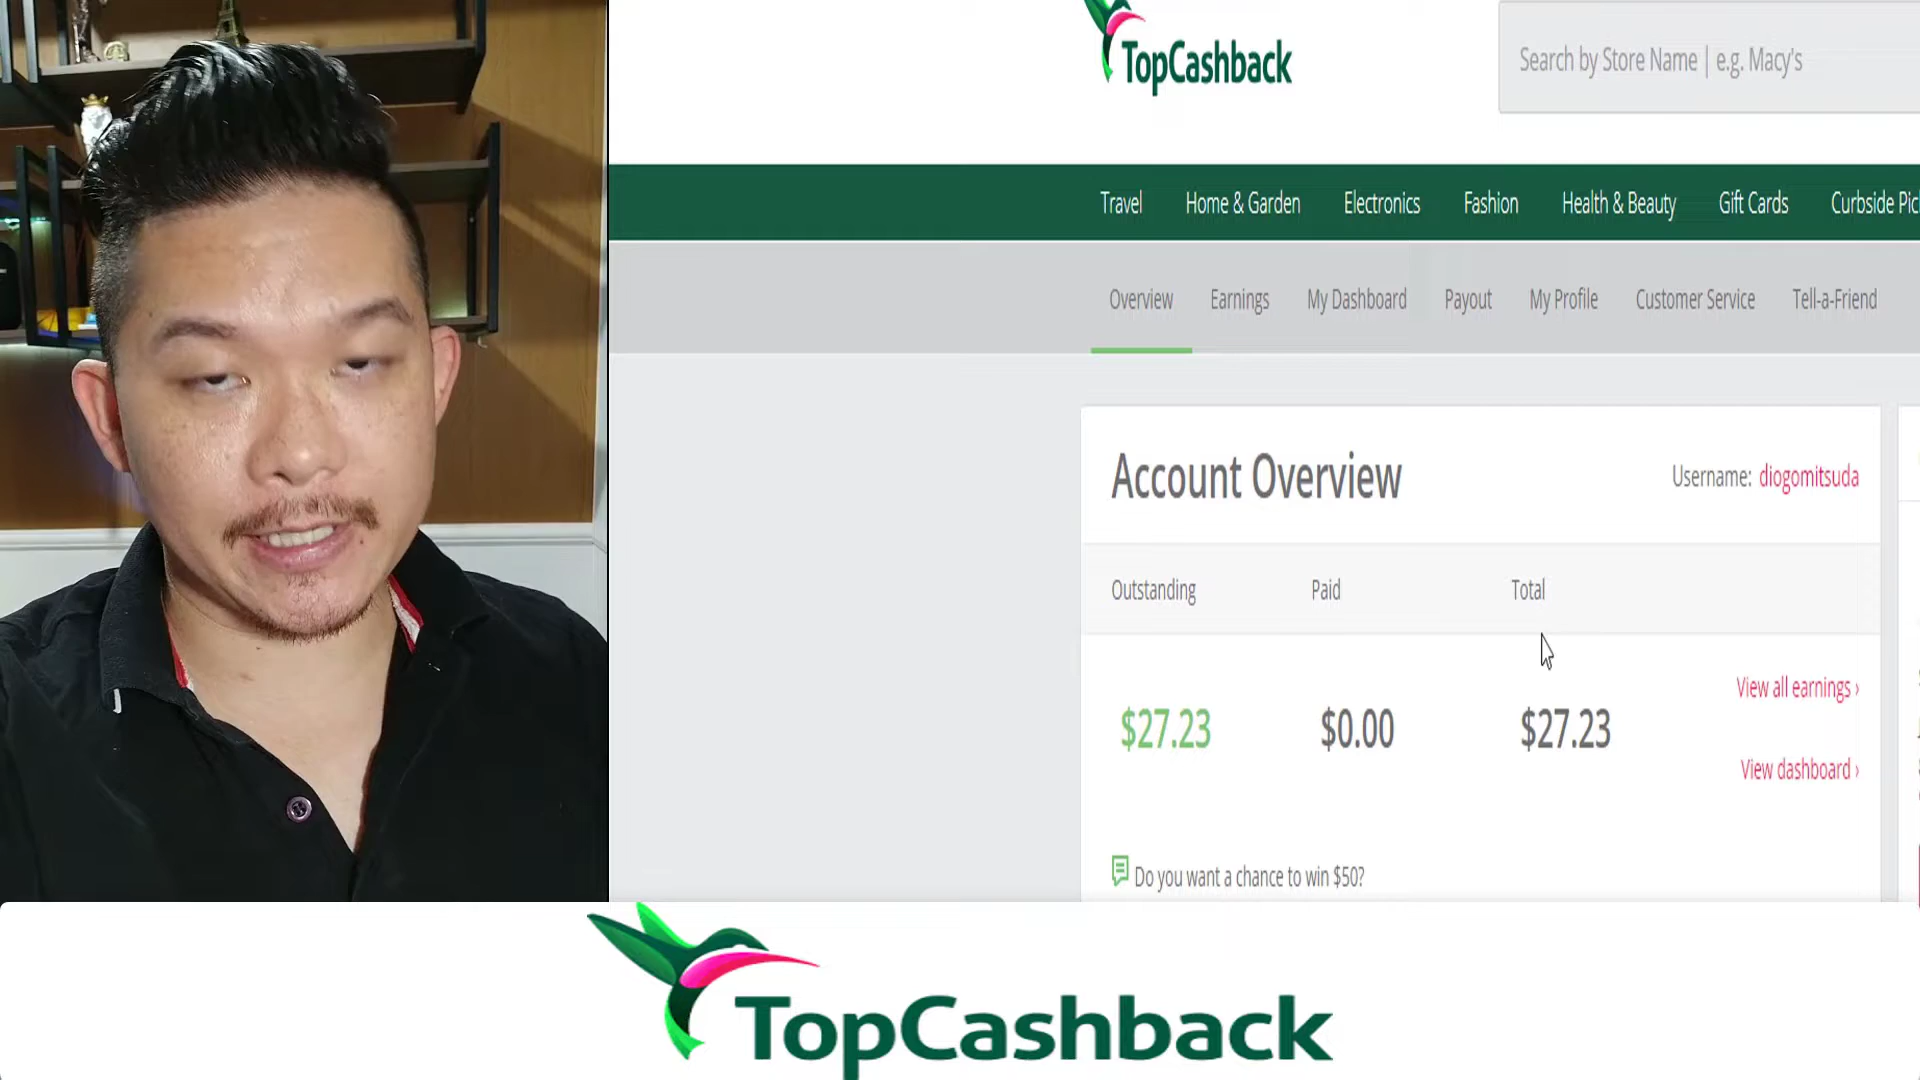 TopCashback
Search by Store Name | e.g. Macy's
Travel Home & Garden Electronics Fashion Health & Beauty Gift Cards Curbside Pic
Overview Earnings My Dashboard Payout My Profile Customer Service Tell-a-Friend
Account Overview
Username: diogomitsuda
Outstanding Paid Total
$27.23 $0.00 $27.23
View all earnings ›
View dashboard ›
Do you want a chance to win $50?
TopCashback